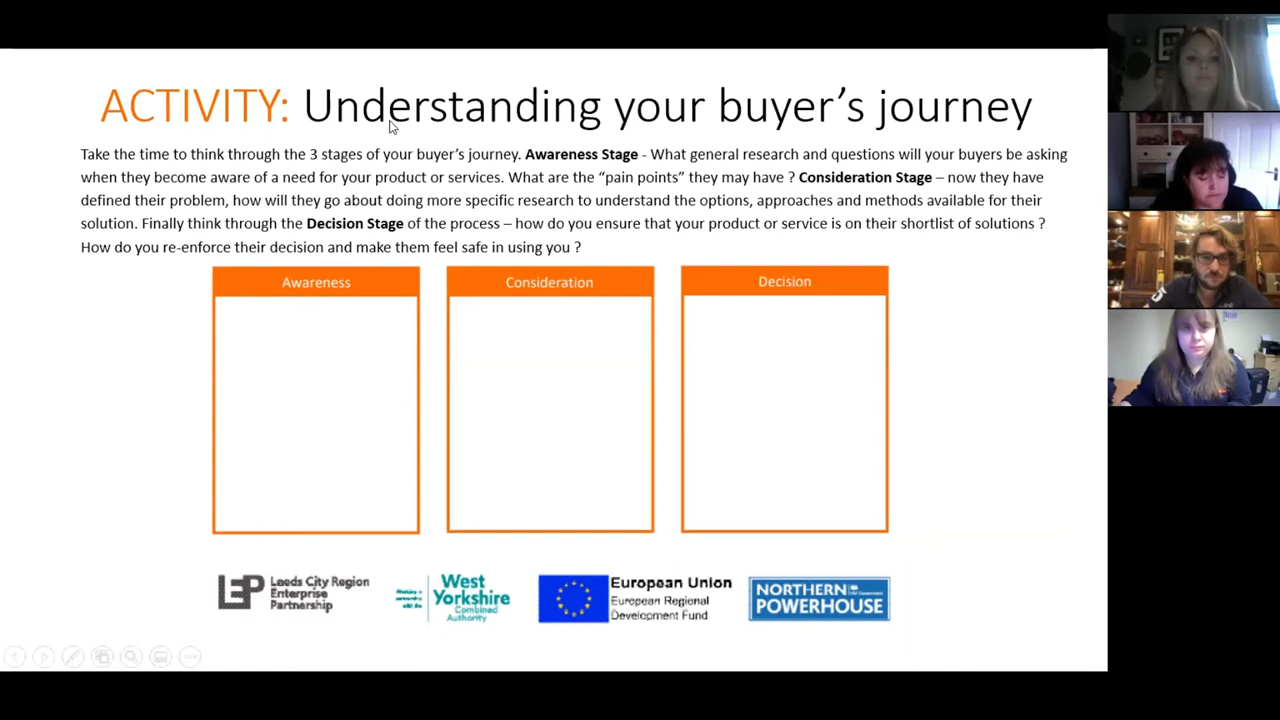 ACTIVITY: Understanding your buyer's journey
Take the time to think through the 3 stages of your buyer's journey. Awareness Stage - What general research and questions will your buyers be asking
when they become aware of a need for your product or services. What are the "pain points" they may have ? Consideration Stage – now they have
defined their problem, how will they go about doing more specific research to understand the options, approaches and methods available for their
solution. Finally think through the Decision Stage of the process – how do you ensure that your product or service is on their shortlist of solutions ?
How do you re-enforce their decision and make them feel safe in using you ?
Awareness
Consideration
Decision
LEP
Leeds City Region
Enterprise
Partnership
West
Yorkshire
Combined
Authority
European Union
European Regional
Development Fund
NORTHERN
POWERHOUSE